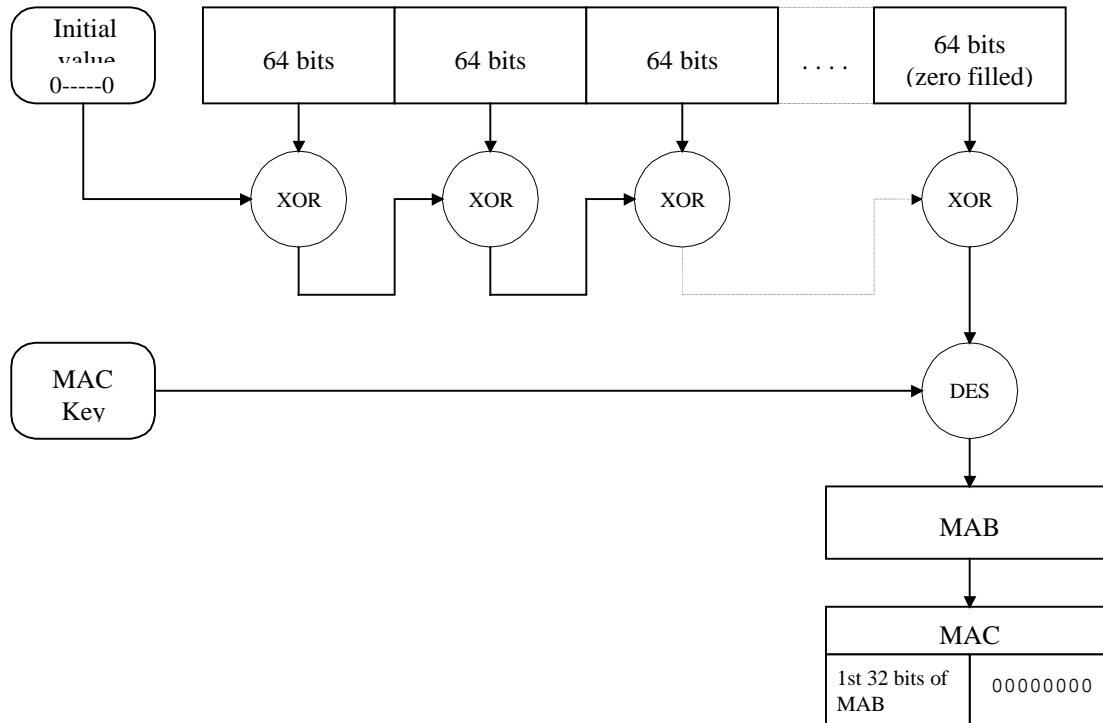 Initial
value
0-----0
64 bits
64 bits
64 bits
. . . .
64 bits
(zero filled)
XOR
XOR
XOR
XOR
MAC
Key
DES
MAB
MAC
1st 32 bits of
MAB
00000000